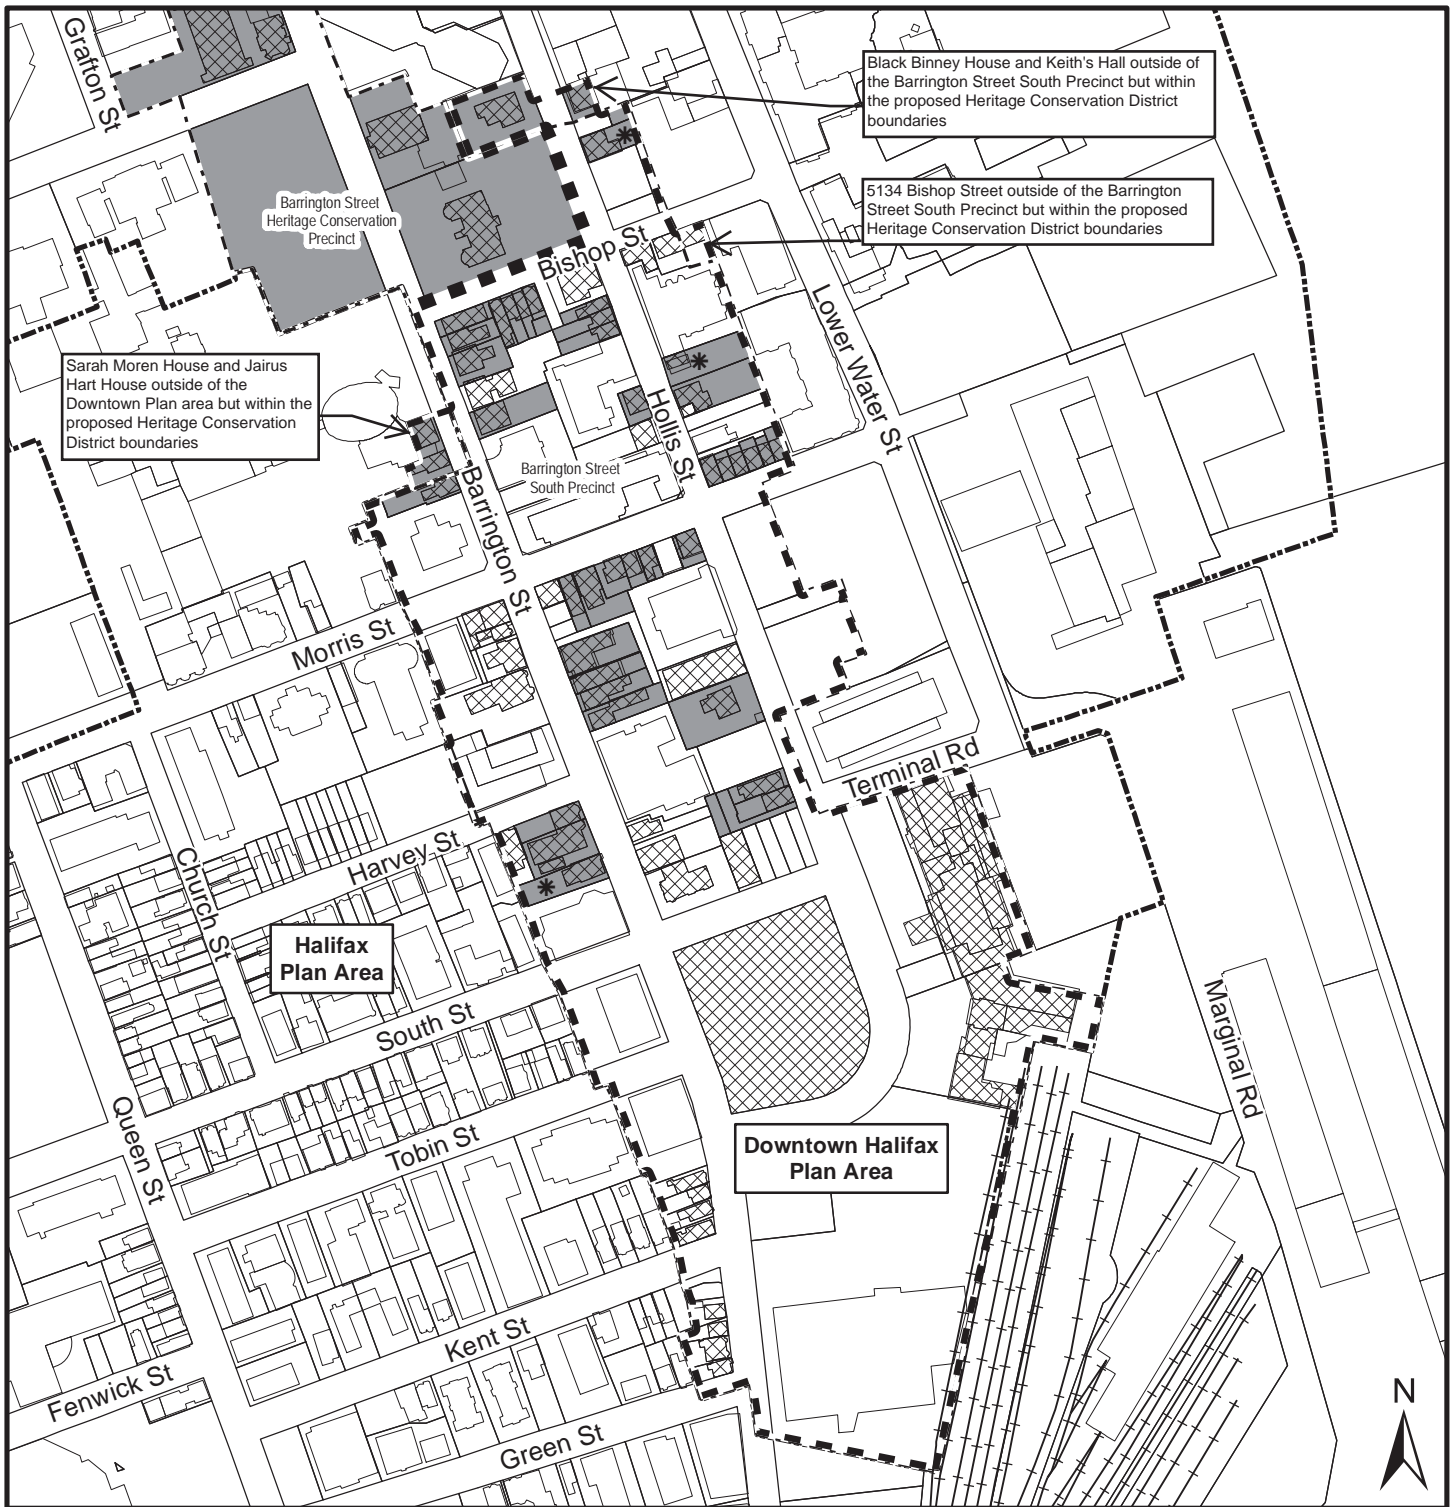 Grafton St
Black Binney House and Keith's Hall outside of
the Barrington Street South Precinct but within
the proposed Heritage Conservation District
boundaries
5134 Bishop Street outside of the Barrington
Street South Precinct but within the proposed
Heritage Conservation District boundaries
Barrington Street
Heritage Conservation
Precinct
Bishop St
Lower Water St
Sarah Moren House and Jairus
Hart House outside of the
Downtown Plan area but within the
proposed Heritage Conservation
District boundaries
Hollis St
Barrington Street
South Precinct
Barrington St
Morris St
Terminal Rd
Harvey St
Church St
Halifax
Plan Area
South St
Marginal Rd
Queen St
Tobin St
Downtown Halifax
Plan Area
Kent St
Fenwick St
Green St
N